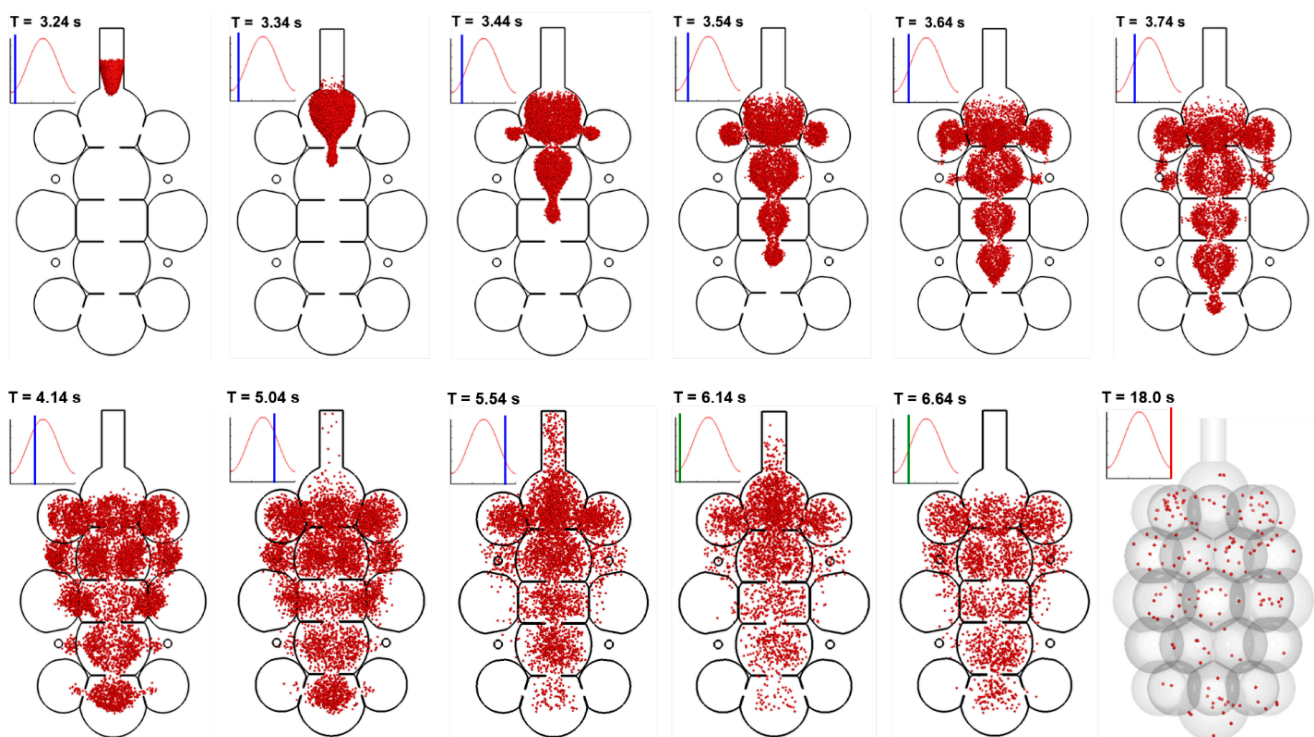 T = 3.24 s
T = 3.34 s
T = 3.44 s
T = 3.54 s
T = 3.64 s
T = 3.74 s
T = 4.14 s
T = 5.04 s
T = 5.54 s
T = 6.14 s
T = 6.64 s
T = 18.0 s